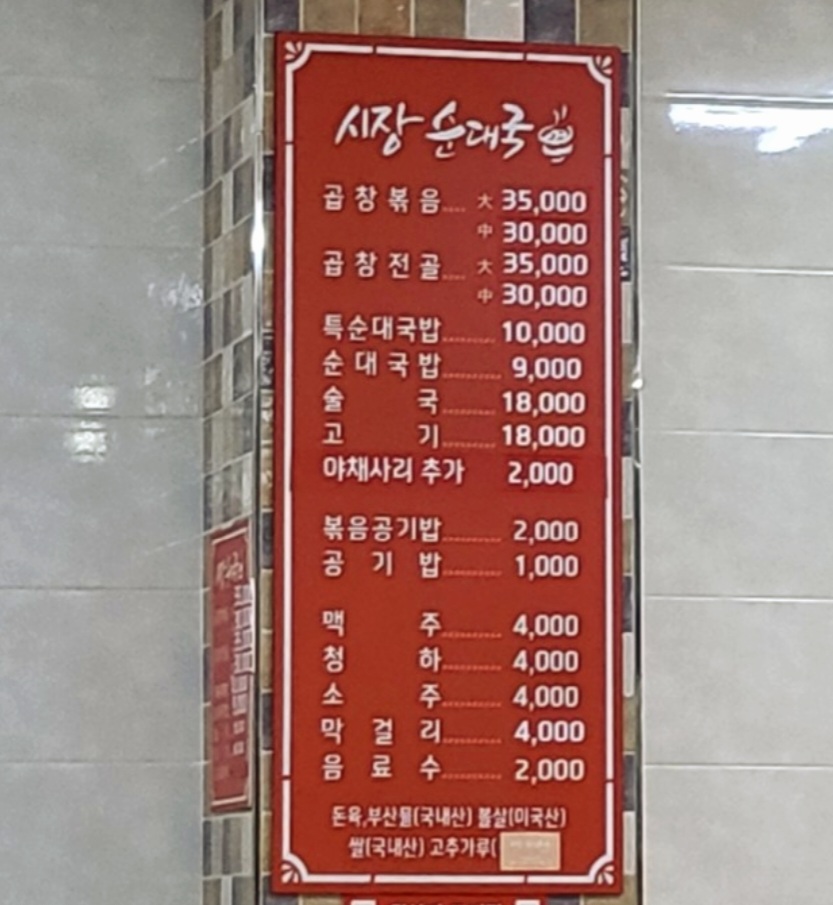 시장 순대국
곱창볶음.... 大 35,000
中 30,000
곱창전골.... 大 35,000
中 30,000
특순대국밥......... 10,000
순대국밥.......... 9,000
술국......... 18,000
고기......... 18,000
야채사리 추가 2,000
볶음공기밥.......... 2,000
공기밥.......... 1,000
맥주.......... 4,000
청하.......... 4,000
소주.......... 4,000
막걸리.......... 4,000
음료수.......... 2,000
돈육,부산물(국내산) 볼살(미국산)
쌀(국내산) 고추가루(